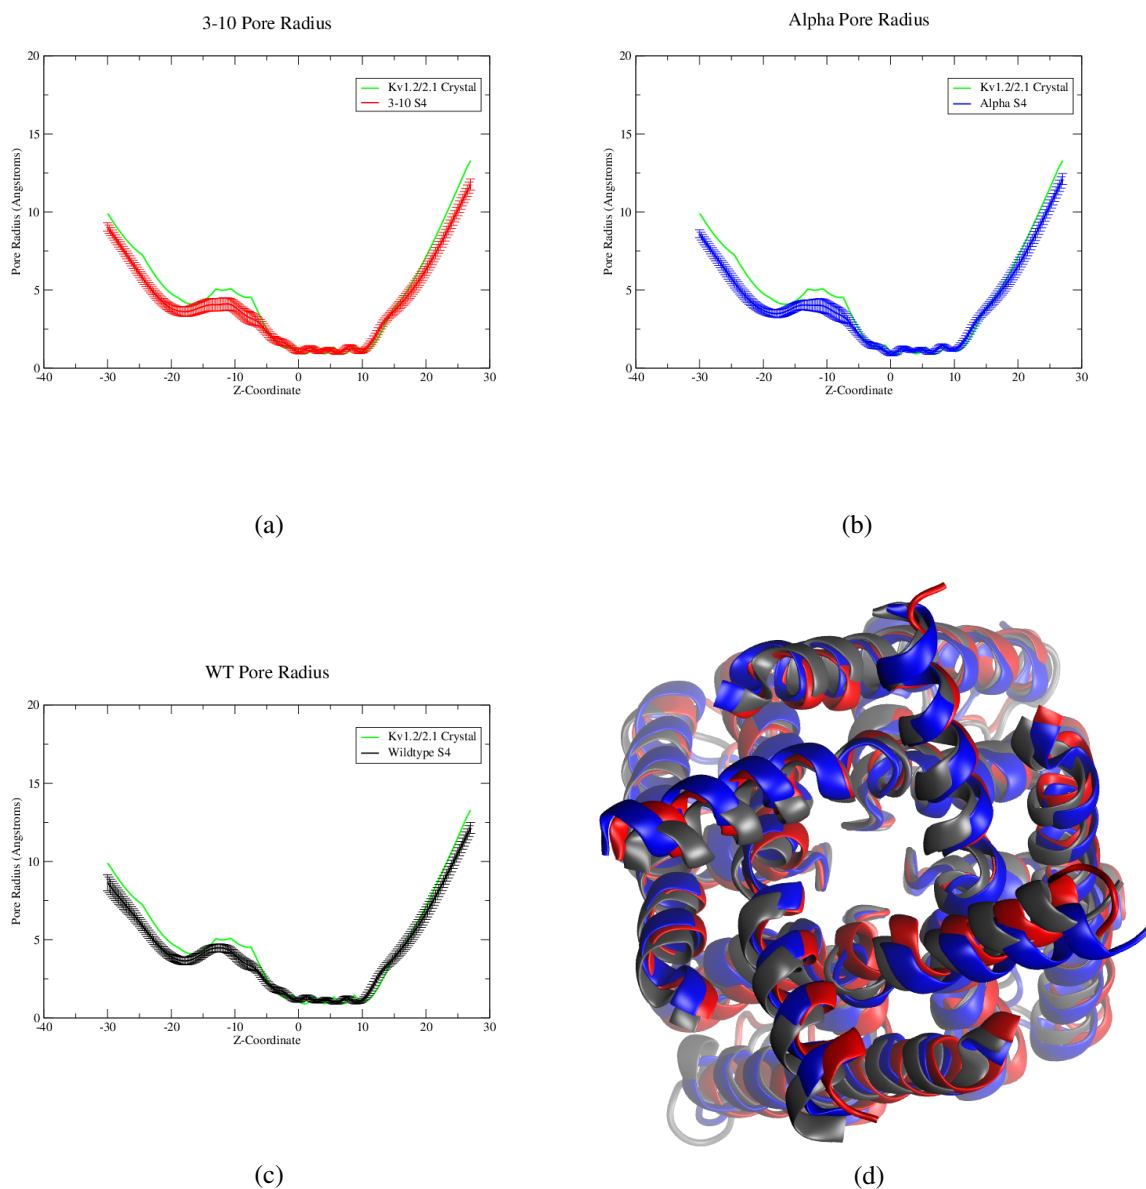 3-10 Pore Radius
20
15
10
5
0
Pore Radius (Angstroms)
Kv1.2/2.1 Crystal
3-10 S4
-40 -30 -20 -10 0 10 20 30
Z-Coordinate
(a)
Alpha Pore Radius
20
15
10
5
0
Pore Radius (Angstroms)
Kv1.2/2.1 Crystal
Alpha S4
-40 -30 -20 -10 0 10 20 30
Z-Coordinate
(b)
WT Pore Radius
20
15
10
5
0
Pore Radius (Angstroms)
Kv1.2/2.1 Crystal
Wildtype S4
-40 -30 -20 -10 0 10 20 30
Z-Coordinate
(c)
(d)